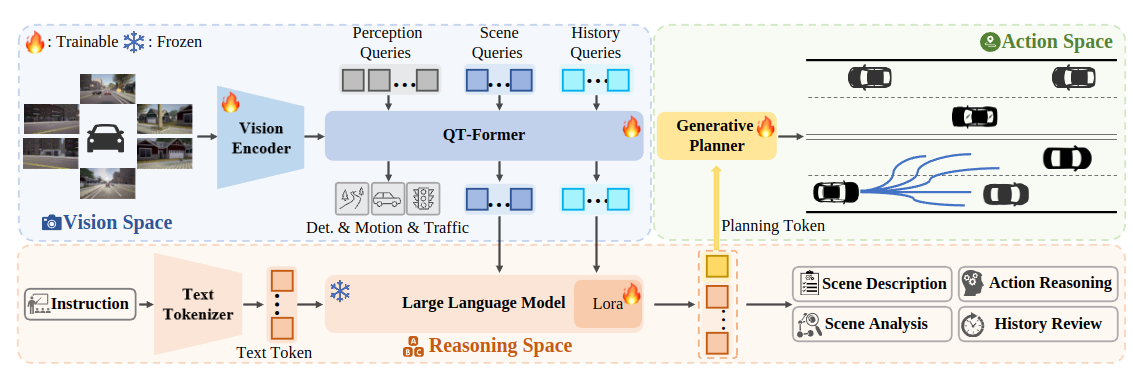 : Trainable
: Frozen
Perception
Queries
Scene
Queries
History
Queries
Action Space
Vision
Encoder
QT-Former
Generative
Planner
Vision Space
Det. & Motion & Traffic
Planning Token
Instruction
Text
Tokenizer
Text Token
Large Language Model
Lora
A
B C
Reasoning Space
Scene Description
Action Reasoning
Scene Analysis
History Review